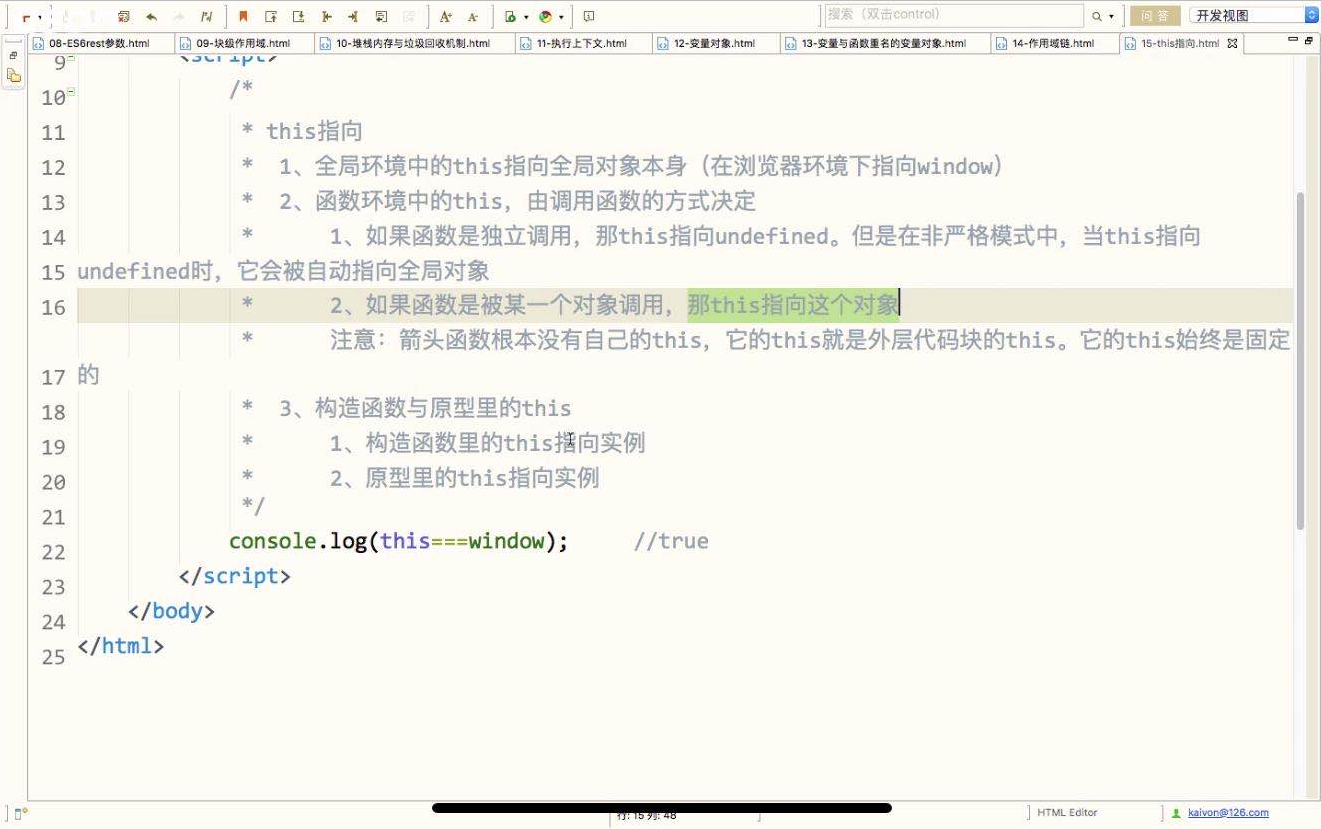 搜索（双击control）
问 答
开发视图
08-ES6rest参数.html
09-块级作用域.html
10-堆栈内存与垃圾回收机制.html
11-执行上下文.html
12-变量对象.html
13-变量与函数重名的变量对象.html
14-作用域链.html
15-this指向.html
9 <script>
10 /*
11 * this指向
12 * 1、全局环境中的this指向全局对象本身（在浏览器环境下指向window）
13 * 2、函数环境中的this，由调用函数的方式决定
14 * 1、如果函数是独立调用，那this指向undefined。但是在非严格模式中，当this指向
15 undefined时，它会被自动指向全局对象
16 * 2、如果函数是被某一个对象调用，那this指向这个对象
* 注意：箭头函数根本没有自己的this，它的this就是外层代码块的this。它的this始终是固定
17 的
18 * 3、构造函数与原型里的this
19 * 1、构造函数里的this指向实例
20 * 2、原型里的this指向实例
21 */
22 console.log(this===window); //true
23 </script>
24 </body>
25 </html>
行: 15 列: 48
HTML Editor
kaivon@126.com